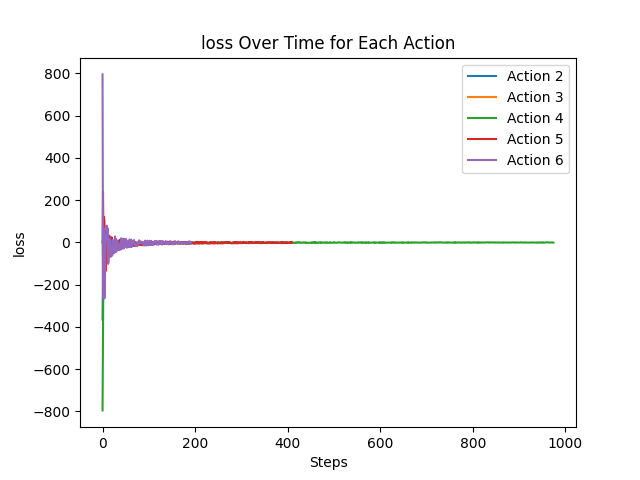 loss Over Time for Each Action
800
600
400
200
0
−200
−400
−600
−800
loss
0 200 400 600 800 1000
Steps
Action 2
Action 3
Action 4
Action 5
Action 6